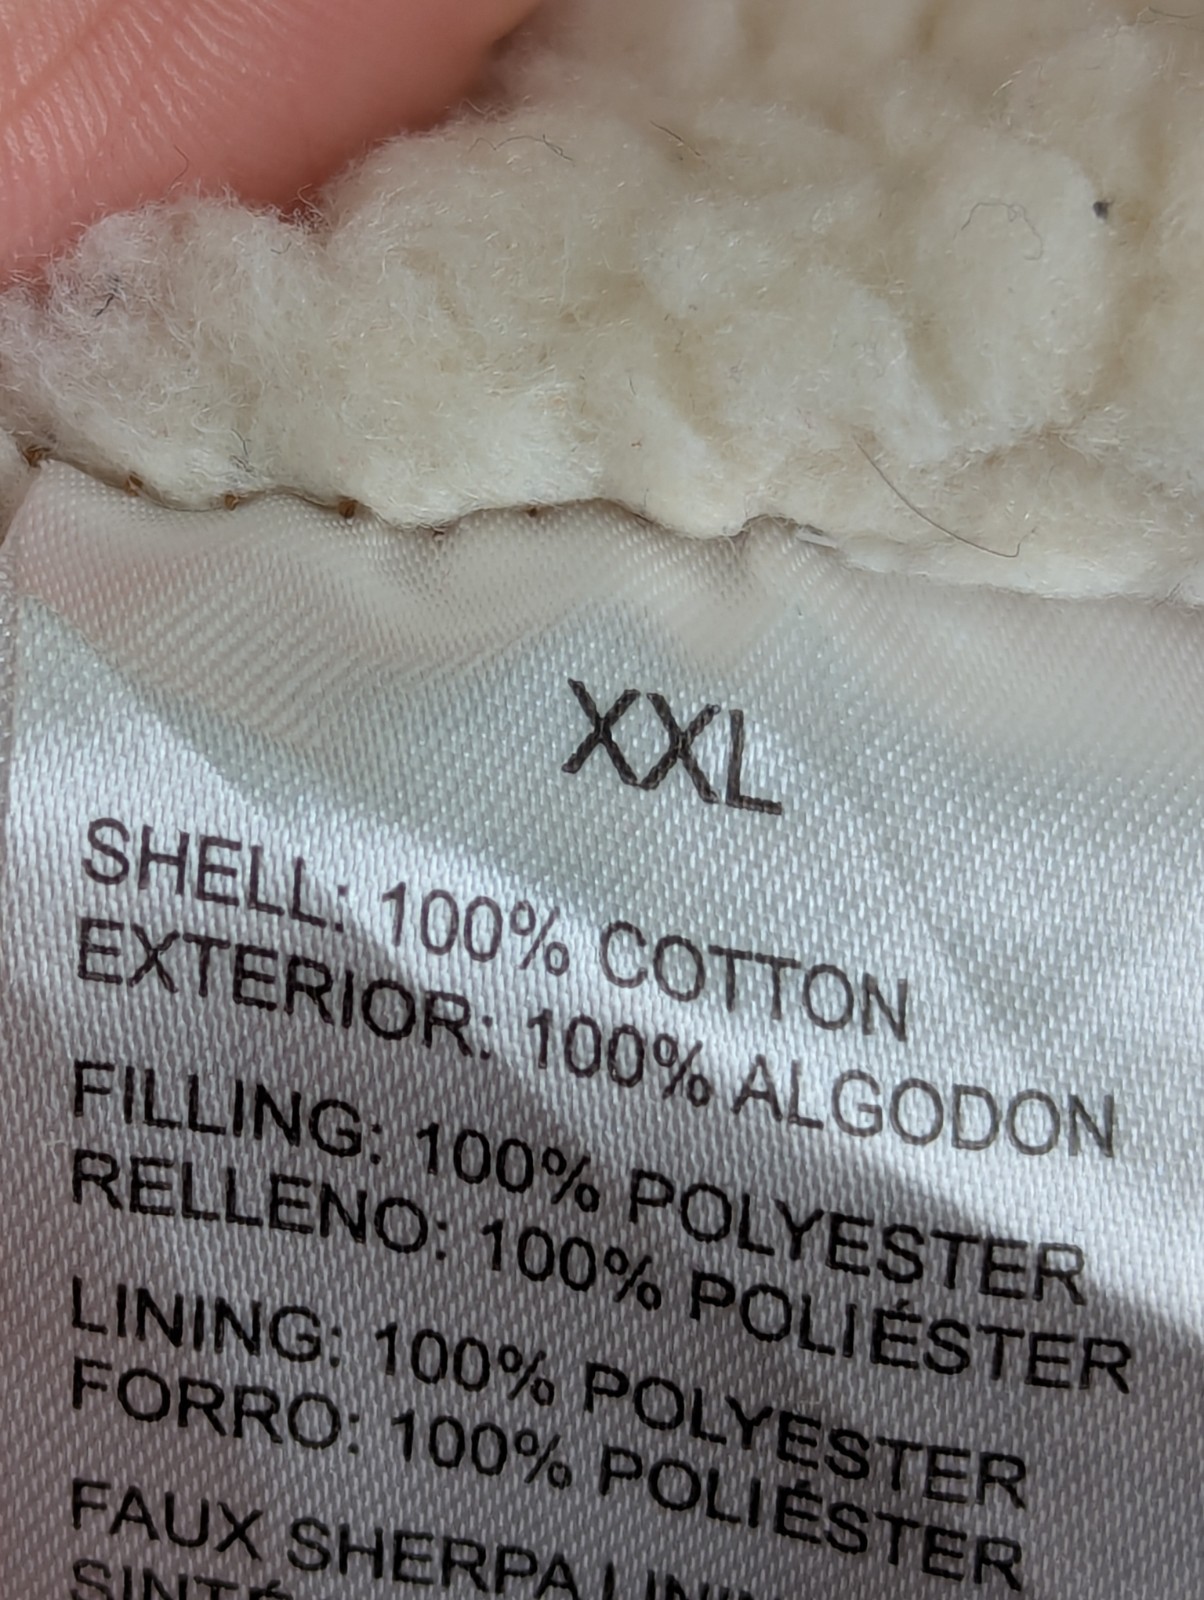 XXL
SHELL: 100% COTTON
EXTERIOR: 100% ALGODON
FILLING: 100% POLYESTER
RELLENO: 100% POLIÉSTER
LINING: 100% POLYESTER
FORRO: 100% POLIÉSTER
FAUX SHERPA